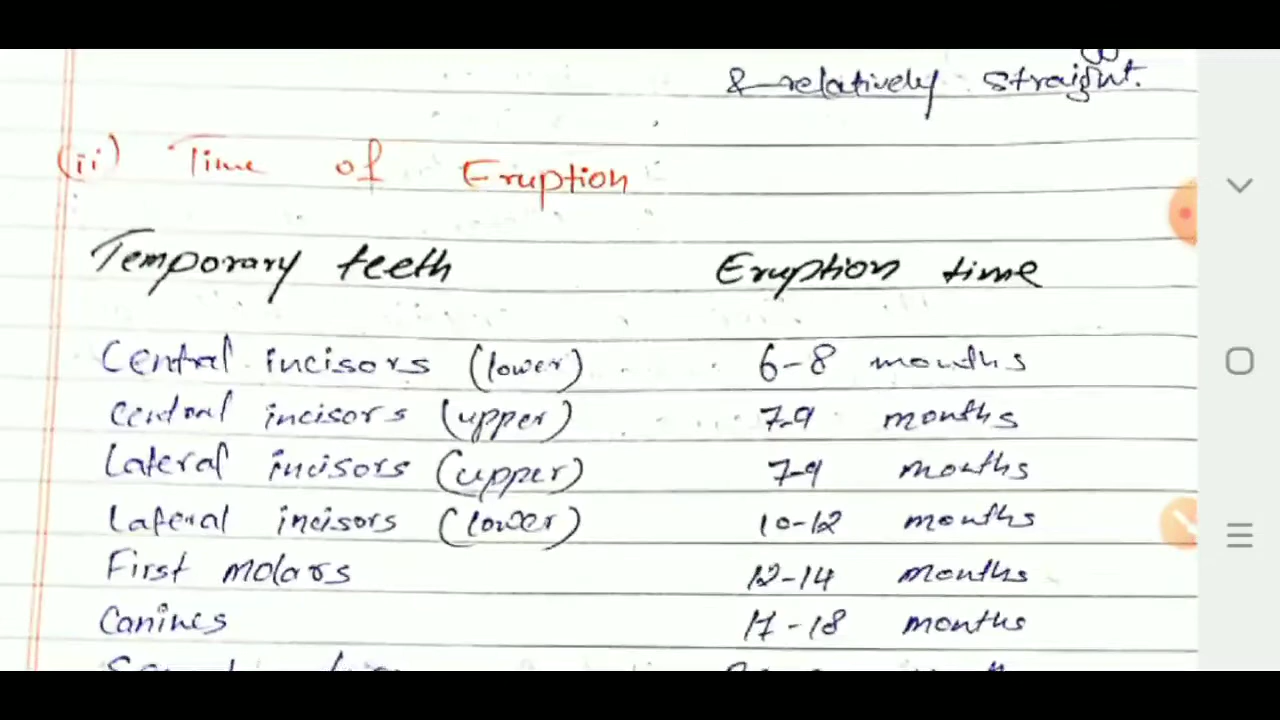 & relatively straight.
(ii) Time of Eruption
Temporary teeth Eruption time
Central incisors (lower) 6-8 months
Central incisors (upper) 7-9 months
Lateral incisors (upper) 7-9 months
Lateral incisors (lower) 10-12 months
First molars 12-14 months
Canines 17-18 months